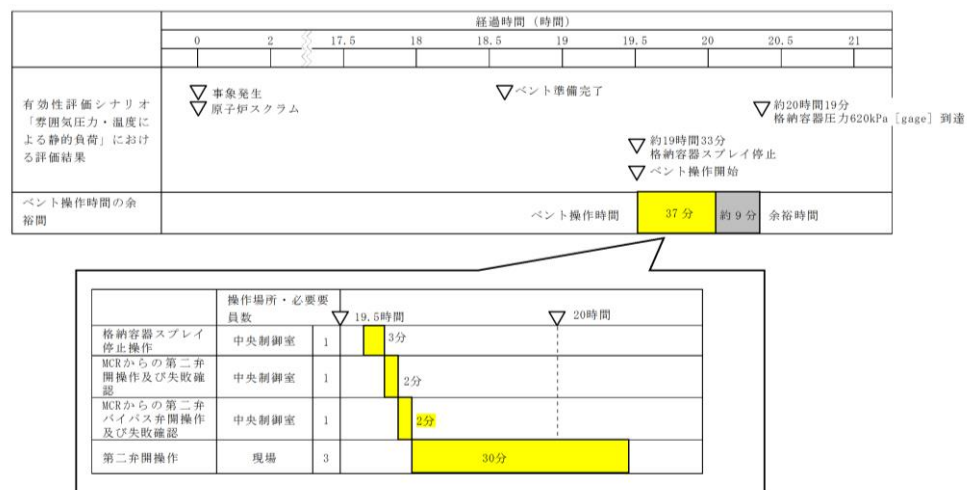 経過時間（時間）
0 2 17.5 18 18.5 19 19.5 20 20.5 21
有効性評価シナリオ
「雰囲気圧力・温度に
よる静的負荷」におけ
る評価結果
事象発生
原子炉スクラム
ベント準備完了
約20時間19分
格納容器圧力620kPa［gage］到達
約19時間33分
格納容器スプレイ停止
ベント操作開始
ベント操作時間の余
裕間
ベント操作時間
37分
約9分
余裕時間
操作場所・必要要
員数
19.5時間
20時間
格納容器スプレイ
停止操作
中央制御室
1
3分
MCRからの第二弁
開操作及び失敗確
認
中央制御室
1
2分
MCRからの第二弁
バイパス弁開操作
及び失敗確認
中央制御室
1
2分
第二弁開操作
現場
3
30分